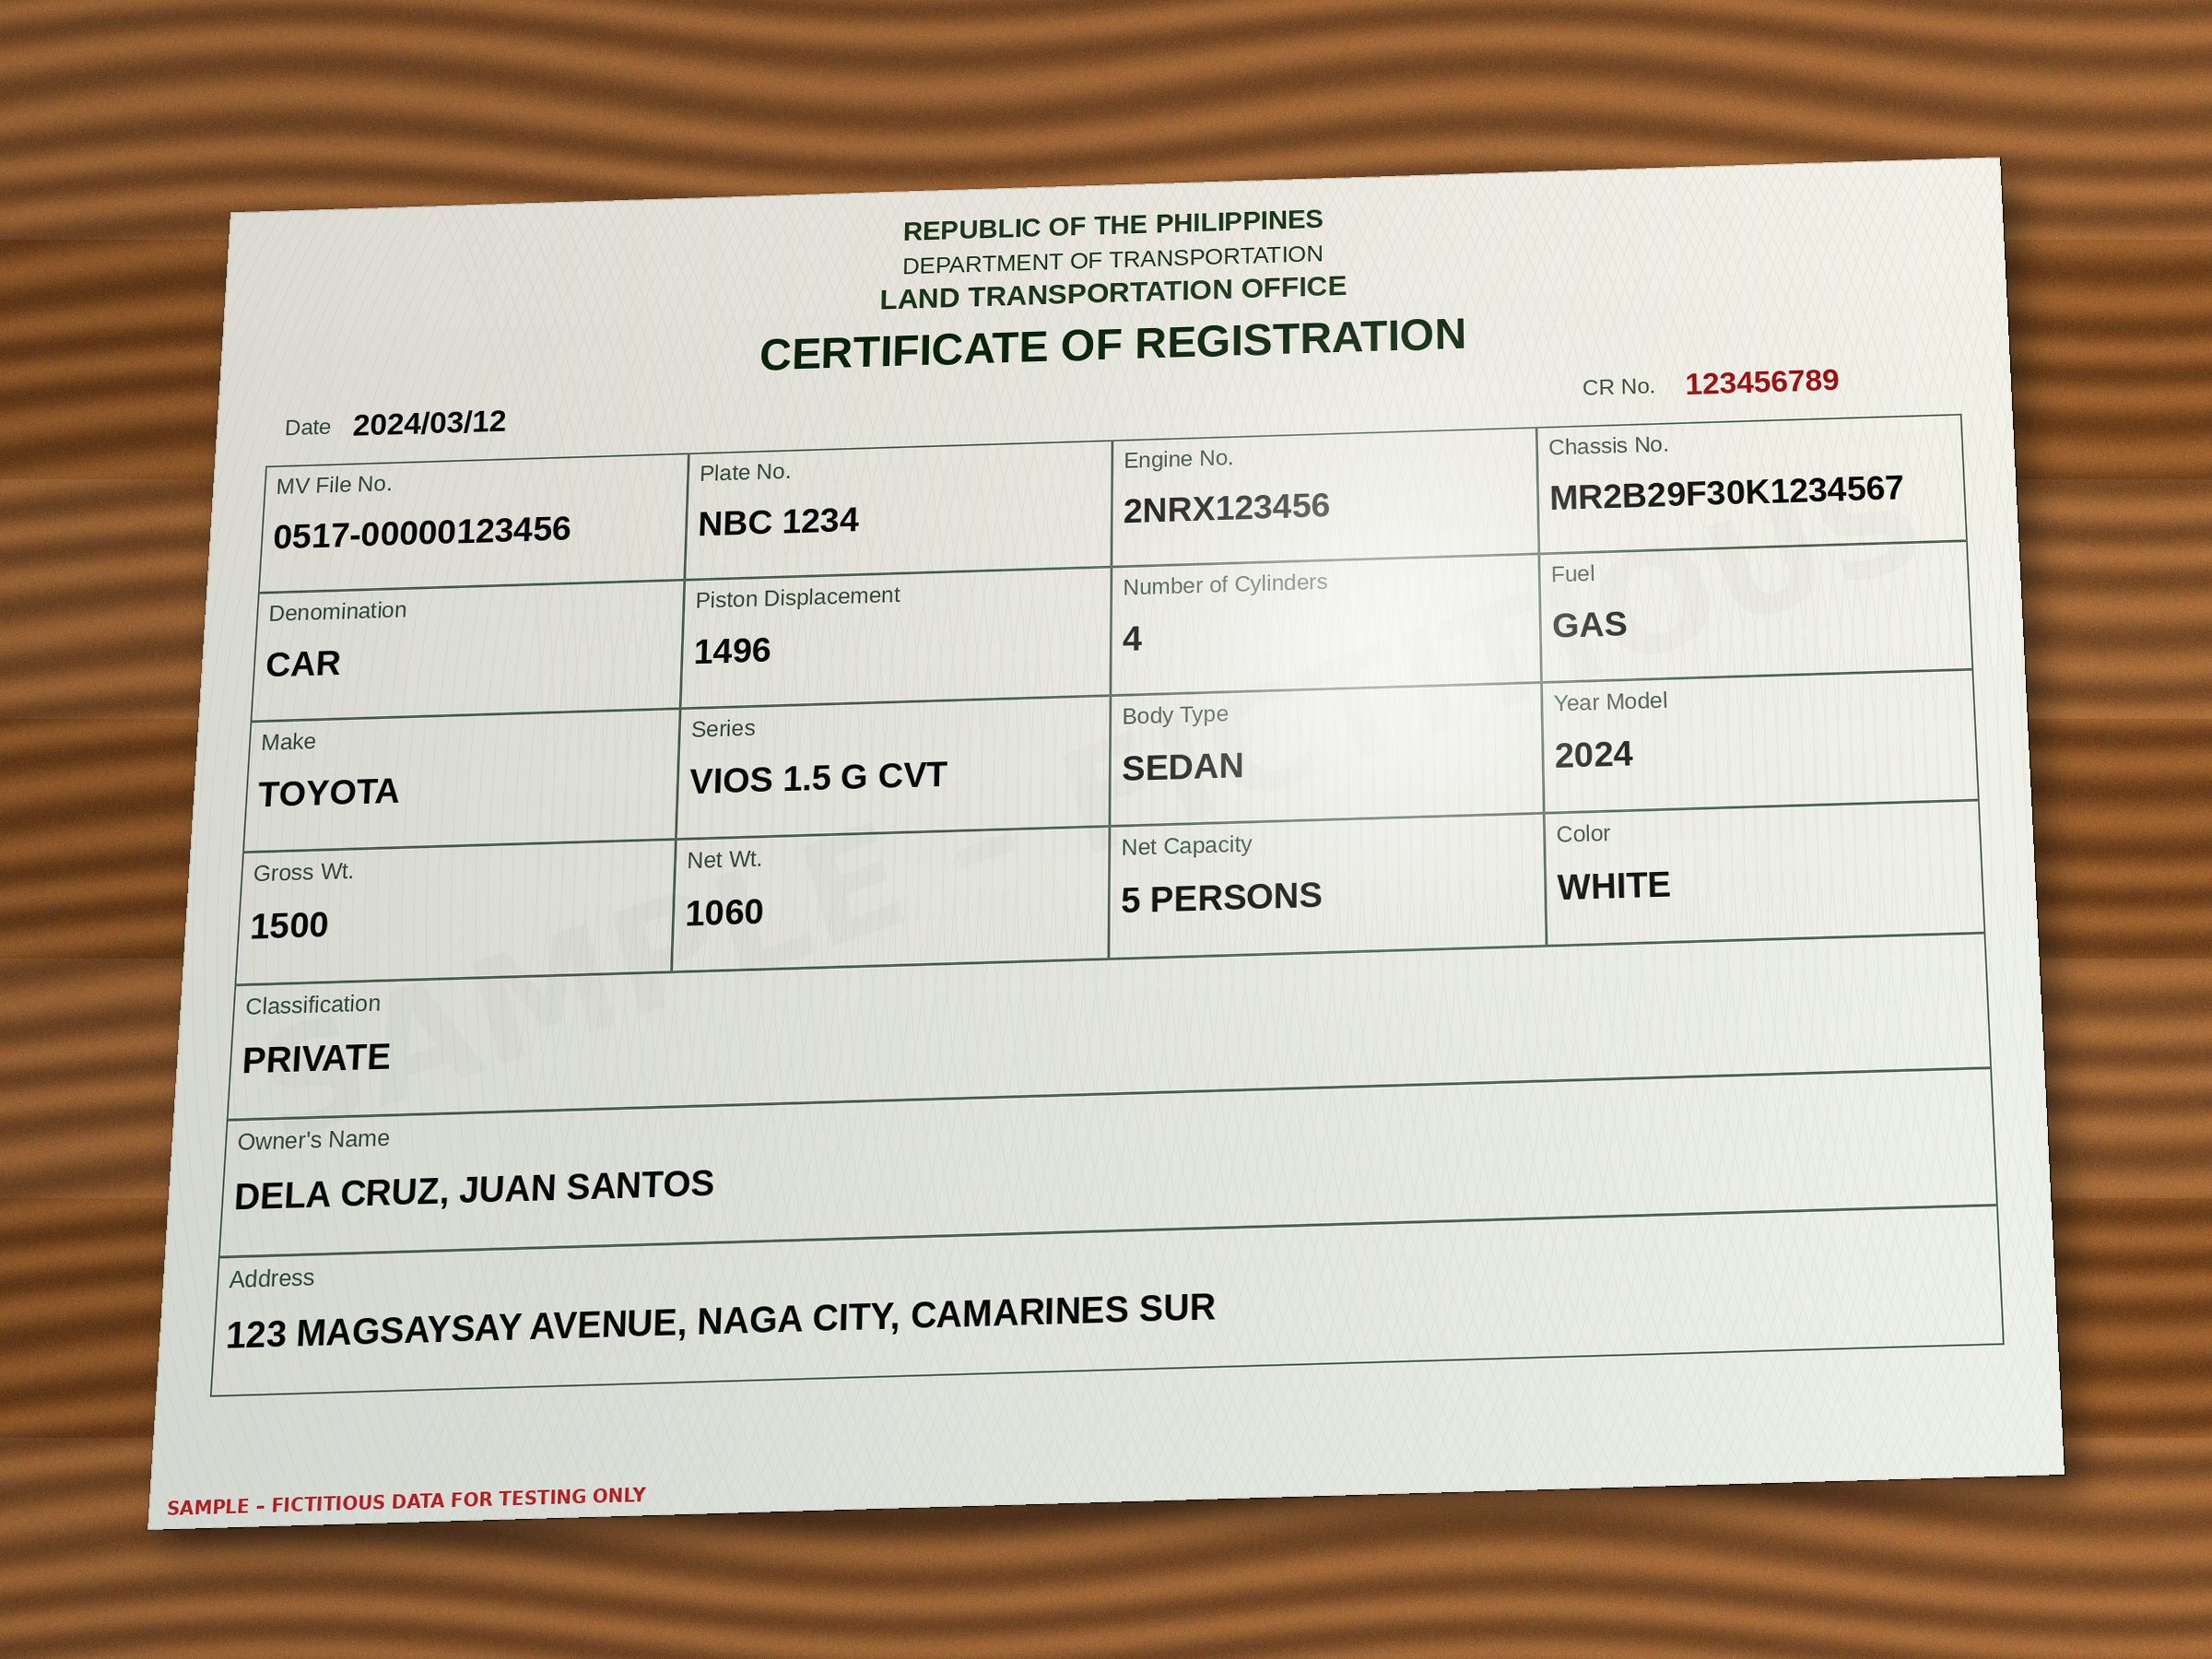 REPUBLIC OF THE PHILIPPINES
DEPARTMENT OF TRANSPORTATION
LAND TRANSPORTATION OFFICE
CERTIFICATE OF REGISTRATION
Date 2024/03/12 CR No. 123456789
MV File No. Plate No. Engine No. Chassis No.
0517-00000123456 NBC 1234 2NRX123456 MR2B29F30K1234567
Denomination Piston Displacement Number of Cylinders Fuel
CAR 1496 4 GAS
Make Series Body Type Year Model
TOYOTA VIOS 1.5 G CVT SEDAN 2024
Gross Wt. Net Wt. Net Capacity Color
1500 1060 5 PERSONS WHITE
Classification
PRIVATE
Owner's Name
DELA CRUZ, JUAN SANTOS
Address
123 MAGSAYSAY AVENUE, NAGA CITY, CAMARINES SUR
SAMPLE – FICTITIOUS DATA FOR TESTING ONLY